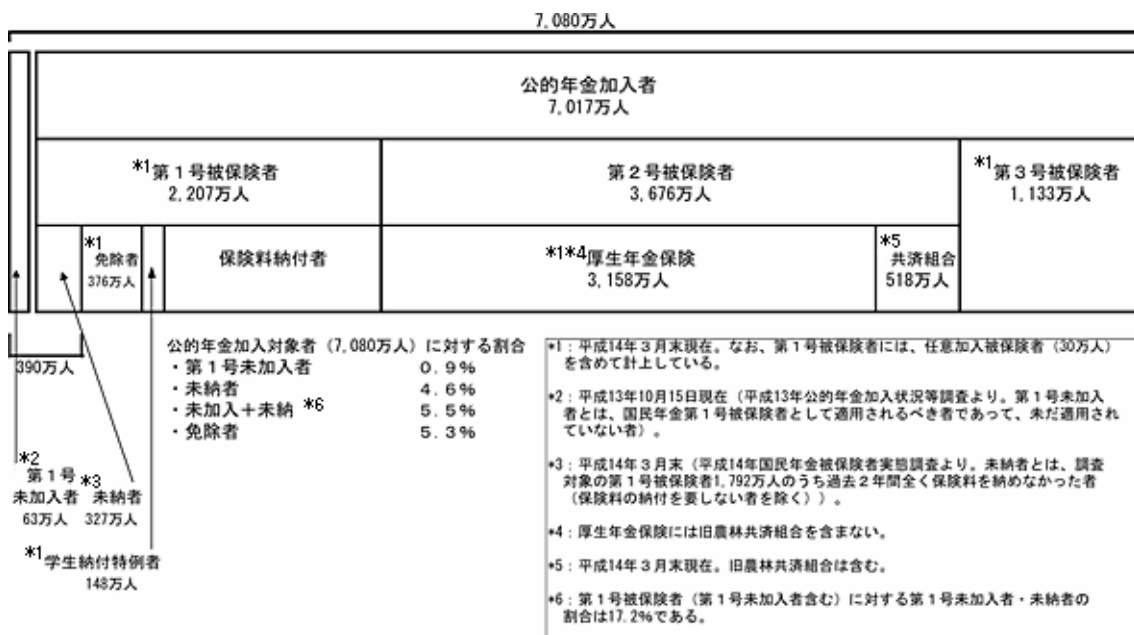 7,080万人
公的年金加入者
7,017万人
*1第1号被保険者
2,207万人
第2号被保険者
3,676万人
*1第3号被保険者
1,133万人
*1
免除者
376万人
保険料納付者
*1*4厚生年金保険
3,158万人
*5
共済組合
518万人
390万人
*2
第1号
未加入者
63万人
*3
未納者
327万人
*1学生納付特例者
148万人
公的年金加入対象者(7,080万人)に対する割合
・第1号未加入者 0.9%
・未納者 4.6%
・未加入+未納 *6 5.5%
・免除者 5.3%
*1:平成14年3月末現在。なお、第1号被保険者には、任意加入被保険者(30万人)
を含めて計上している。
*2:平成13年10月15日現在(平成13年公的年金加入状況等調査より。第1号未加入
者とは、国民年金第1号被保険者として適用されるべき者であって、未だ適用され
ていない者)。
*3:平成14年3月末(平成14年国民年金被保険者実態調査より。未納者とは、調査
対象の第1号被保険者1,792万人のうち過去2年間全く保険料を納めなかった者
(保険料の納付を要しない者を除く))。
*4:厚生年金保険には旧農林共済組合を含まない。
*5:平成14年3月末現在。旧農林共済組合は含む。
*6:第1号被保険者(第1号未加入者含む)に対する第1号未加入者・未納者の
割合は17.2%である。